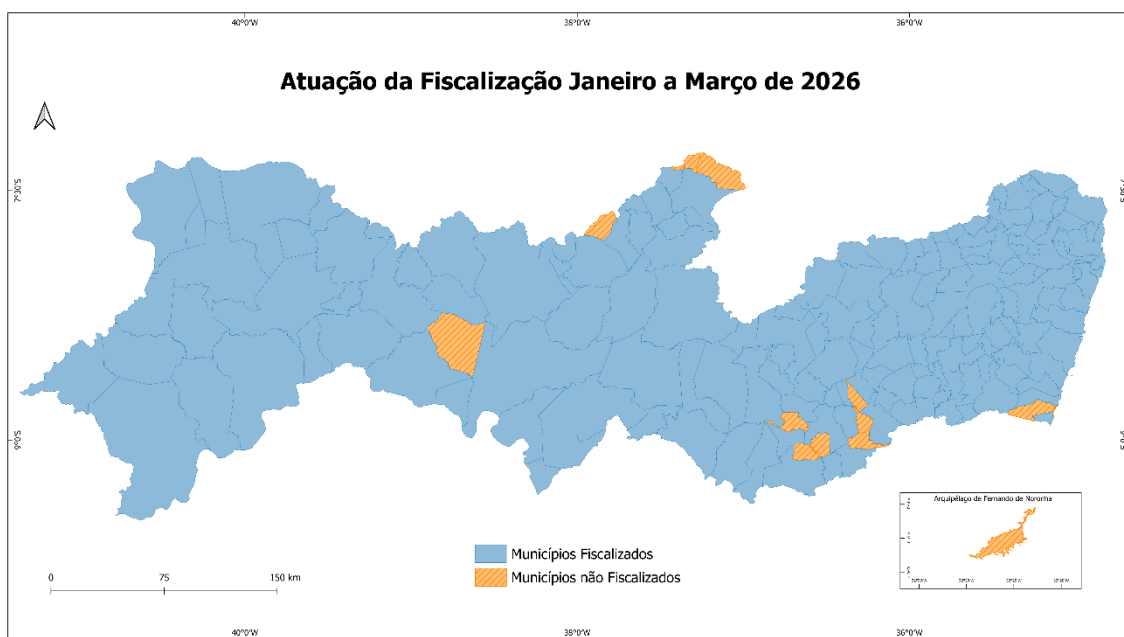 40°0'W 38°0'W 36°0'W
Atuação da Fiscalização Janeiro a Março de 2026
7°30'
9°0'S
Arquipélago de Fernando de Noronha
Municípios Fiscalizados
Municípios não Fiscalizados
0 75 150 km
40°0'W 38°0'W 36°0'W